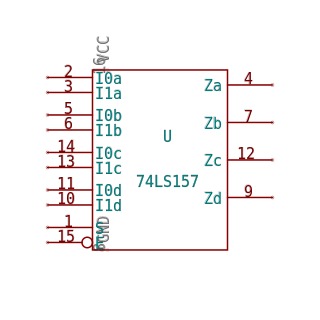 VCC
16
2 I0a
3 I1a
Za 4
5 I0b
6 I1b
Zb 7
U
14 I0c
13 I1c
Zc 12
74LS157
11 I0d
10 I1d
Zd 9
1 S
15 E
GND
8